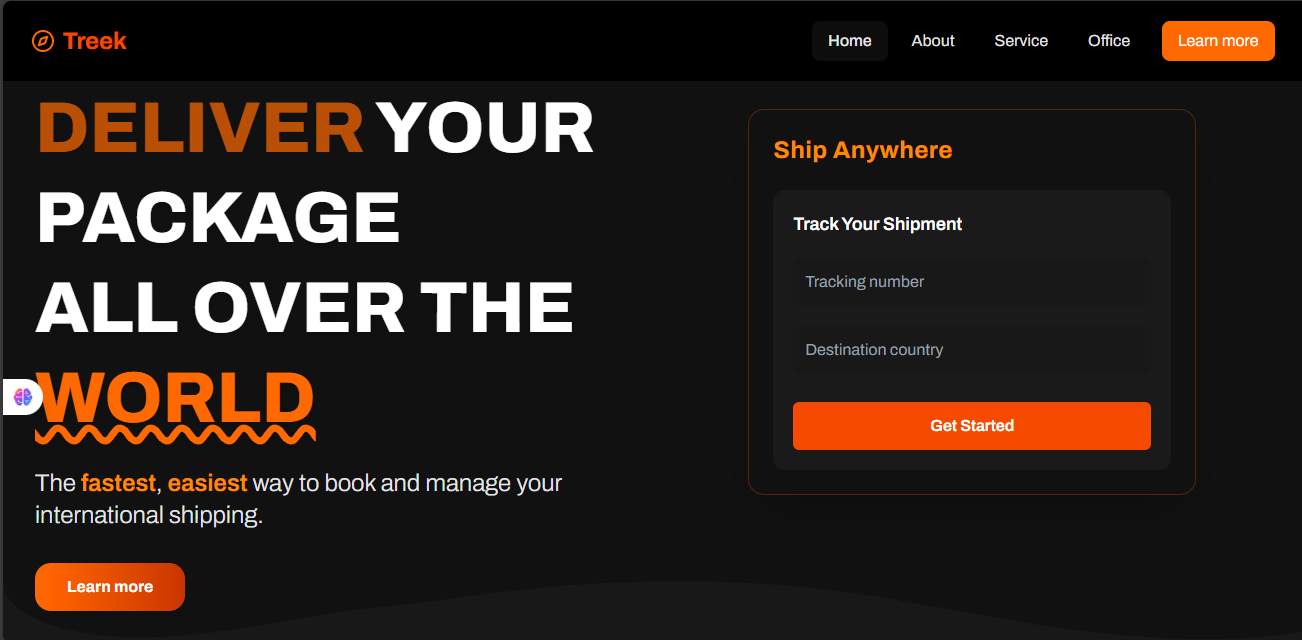 Treek
Home About Service Office Learn more
DELIVER YOUR
PACKAGE
ALL OVER THE
WORLD
The fastest, easiest way to book and manage your
international shipping.
Learn more
Ship Anywhere
Track Your Shipment
Tracking number
Destination country
Get Started